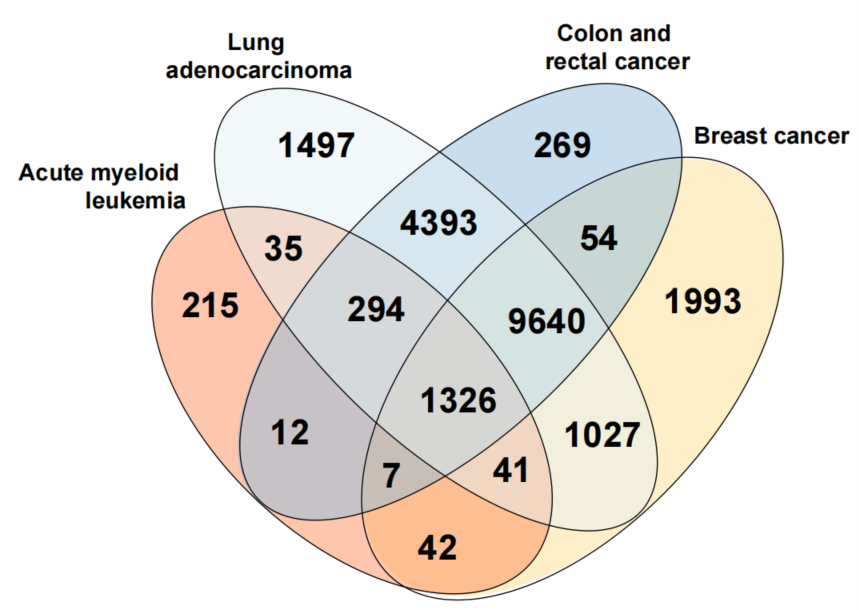 Lung
adenocarcinoma
Colon and
rectal cancer
Breast cancer
Acute myeloid
leukemia
1497
269
4393
54
35
215
294
9640
1993
1326
12
1027
7
41
42